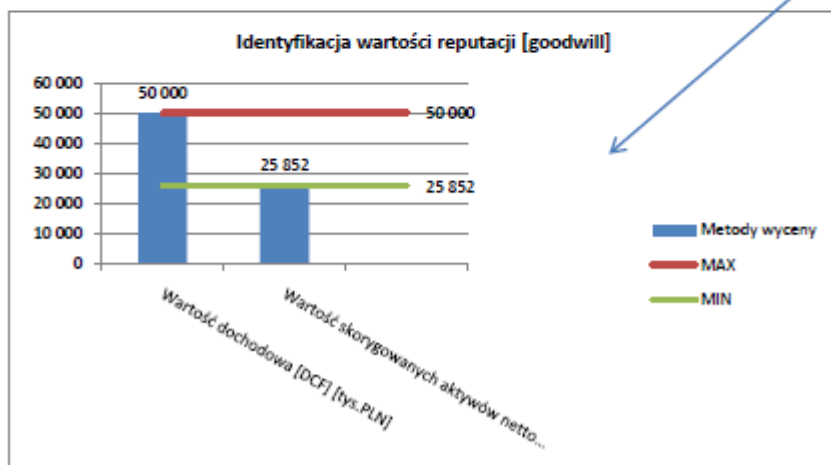 Identyfikacja wartości reputacji [goodwill]
60 000
50 000
40 000
30 000
20 000
10 000
0
50 000
25 852
50 000
25 852
Wartość dochodowa [DCF] [tys.PLN]
Wartość skorygowanych aktywów netto...
Metody wyceny
MAX
MIN